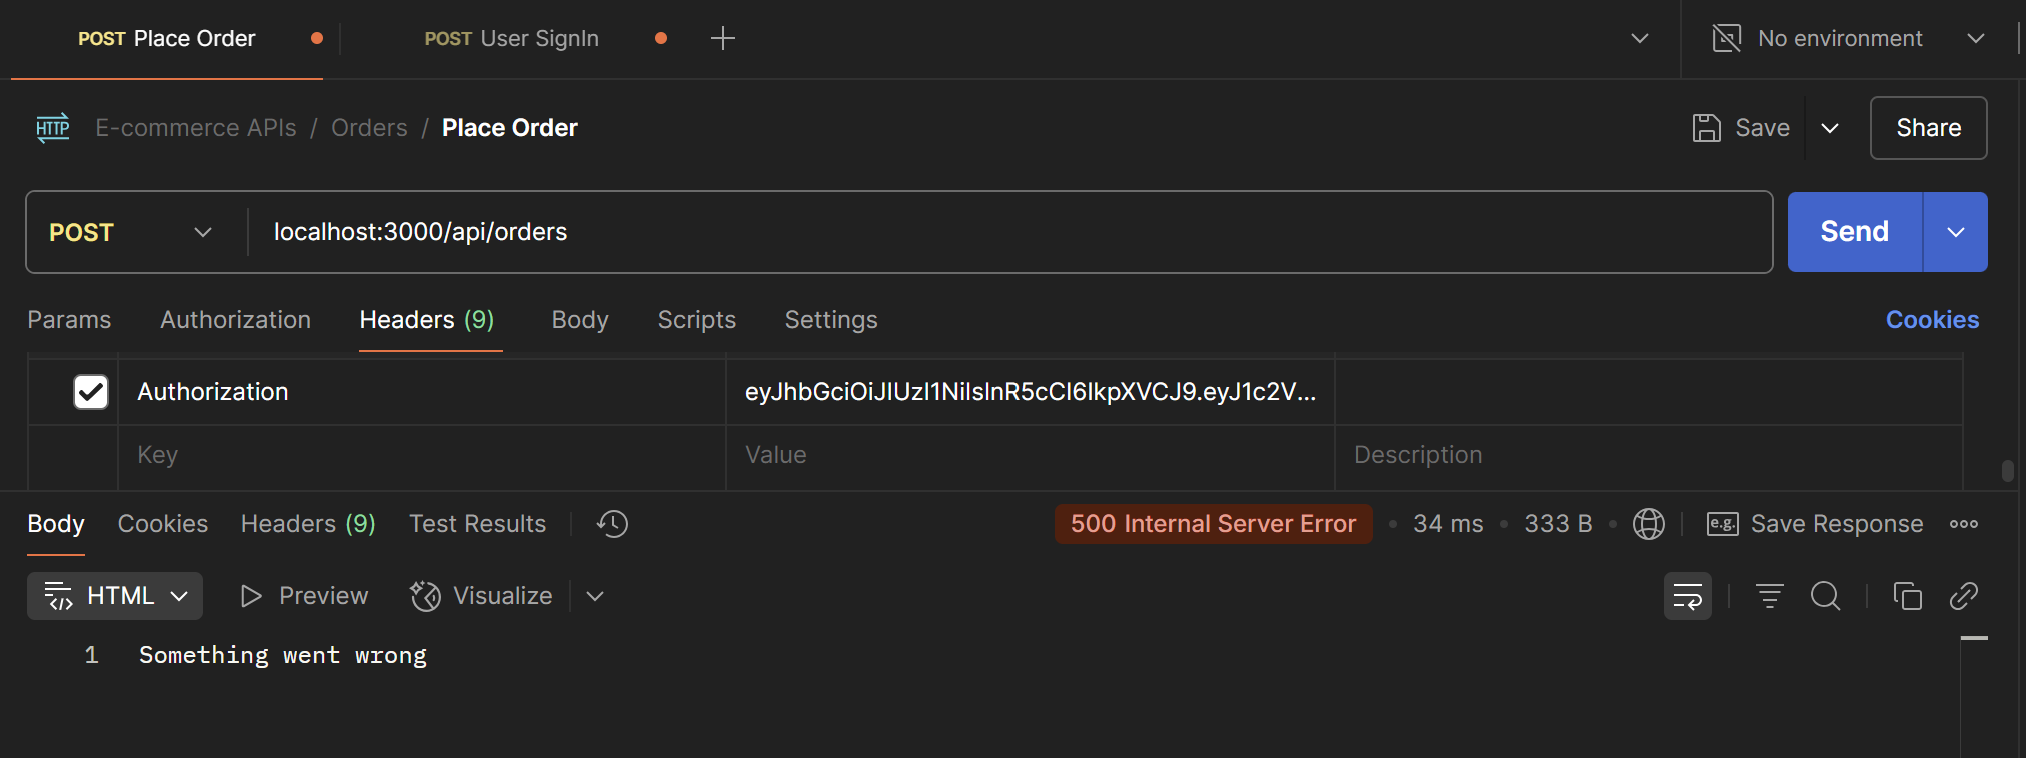 POST Place Order POST User SignIn No environment
HTTP E-commerce APIs / Orders / Place Order Save Share
POST localhost:3000/api/orders Send
Params Authorization Headers (9) Body Scripts Settings Cookies
Authorization eyJhbGciOiJIUzI1NiIsInR5cCI6IkpXVCJ9.eyJ1c2V...
Key Value Description
Body Cookies Headers (9) Test Results 500 Internal Server Error • 34 ms • 333 B • e.g. Save Response
HTML Preview Visualize
1 Something went wrong